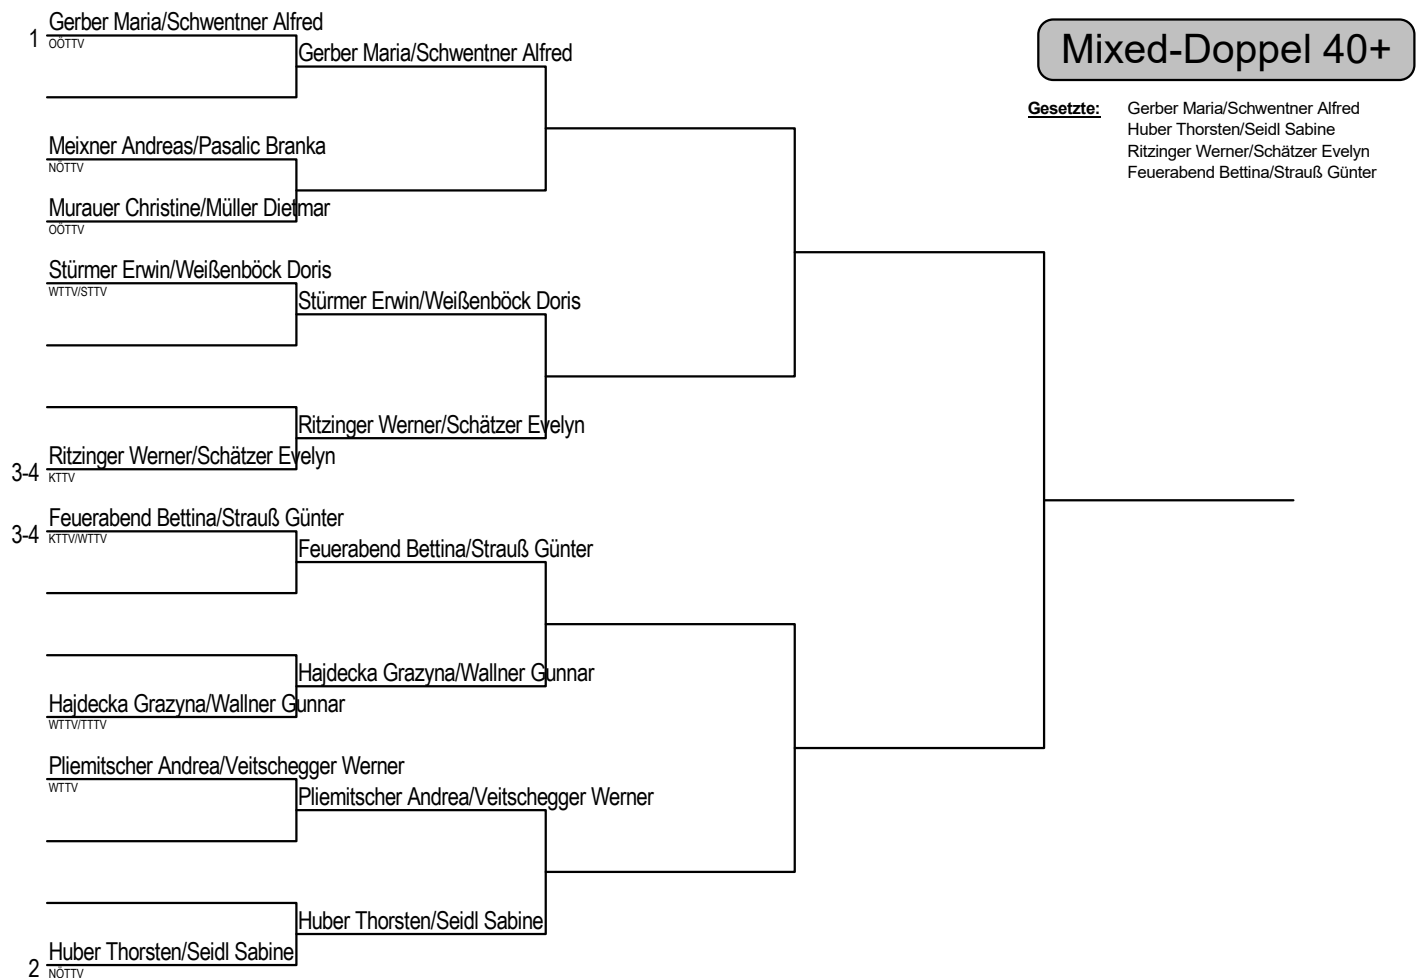 Mixed-Doppel 40+
Gesetzte: Gerber Maria/Schwentner Alfred
Huber Thorsten/Seidl Sabine
Ritzinger Werner/Schätzer Evelyn
Feuerabend Bettina/Strauß Günter
1 Gerber Maria/Schwentner Alfred
OÖTTV
Gerber Maria/Schwentner Alfred
Meixner Andreas/Pasalic Branka
NÖTTV
Murauer Christine/Müller Dietmar
OÖTTV
Stürmer Erwin/Weißenböck Doris
WTTV/STTV
Stürmer Erwin/Weißenböck Doris
Ritzinger Werner/Schätzer Evelyn
3-4 Ritzinger Werner/Schätzer Evelyn
KTTV
3-4 Feuerabend Bettina/Strauß Günter
KTTV/WTTV
Feuerabend Bettina/Strauß Günter
Hajdecka Grazyna/Wallner Gunnar
Hajdecka Grazyna/Wallner Gunnar
WTTV/TTTV
Pliemitscher Andrea/Veitschegger Werner
WTTV
Pliemitscher Andrea/Veitschegger Werner
Huber Thorsten/Seidl Sabine
2 Huber Thorsten/Seidl Sabine
NÖTTV